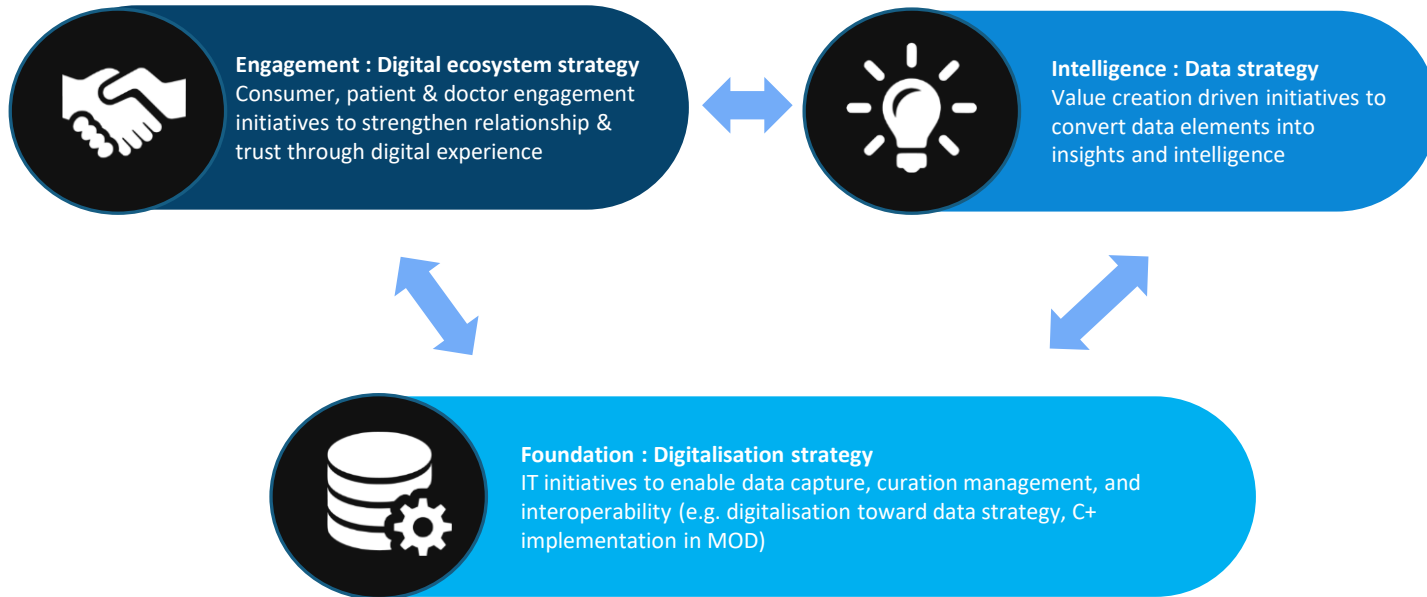 Engagement : Digital ecosystem strategy
Consumer, patient & doctor engagement
initiatives to strengthen relationship &
trust through digital experience
Intelligence : Data strategy
Value creation driven initiatives to
convert data elements into
insights and intelligence
Foundation : Digitalisation strategy
IT initiatives to enable data capture, curation management, and
interoperability (e.g. digitalisation toward data strategy, C+
implementation in MOD)